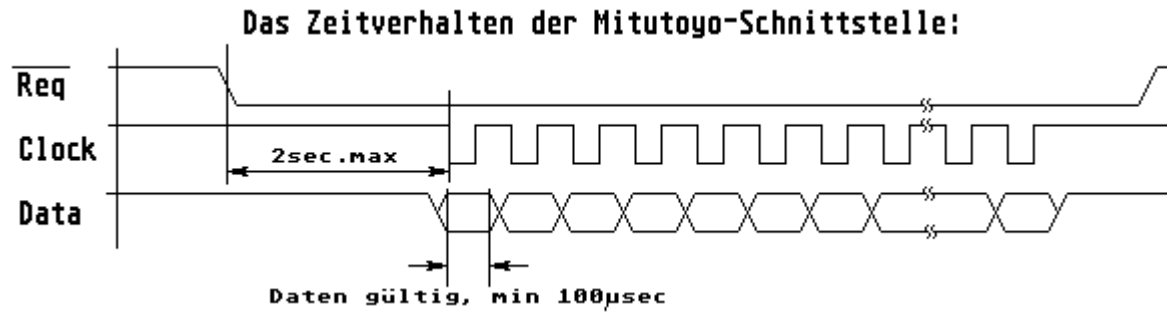 Das Zeitverhalten der Mitutoyo-Schnittstelle:
Req
Clock
2sec.max
Data
Daten gültig, min 100µsec